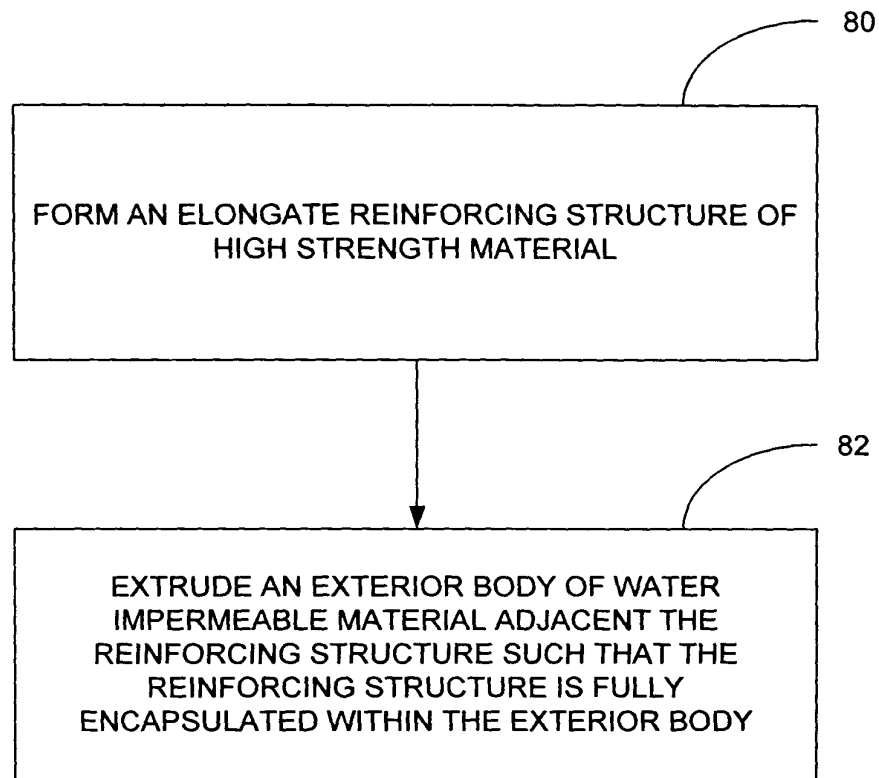 80
FORM AN ELONGATE REINFORCING STRUCTURE OF
HIGH STRENGTH MATERIAL
82
EXTRUDE AN EXTERIOR BODY OF WATER
IMPERMEABLE MATERIAL ADJACENT THE
REINFORCING STRUCTURE SUCH THAT THE
REINFORCING STRUCTURE IS FULLY
ENCAPSULATED WITHIN THE EXTERIOR BODY